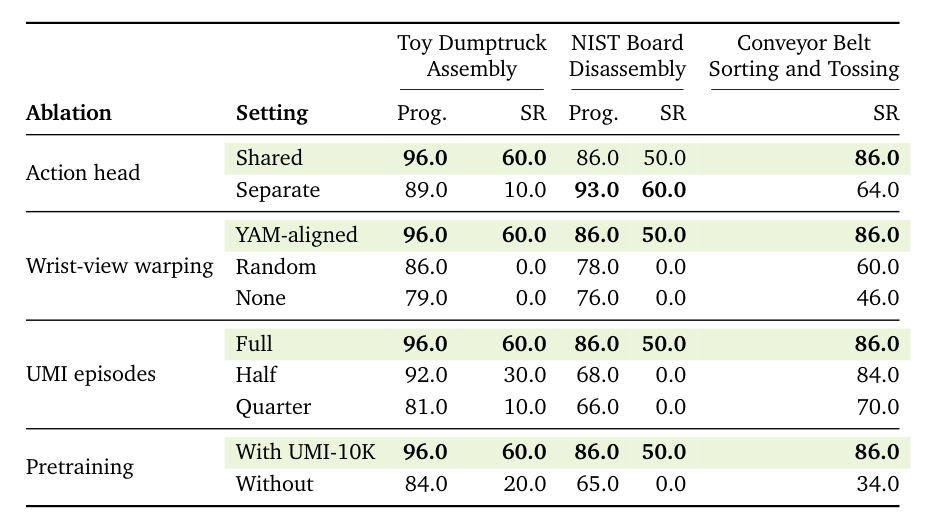 Toy Dumptruck Assembly NIST Board Disassembly Conveyor Belt Sorting and Tossing
Ablation Setting Prog. SR Prog. SR SR
Action head
Shared 96.0 60.0 86.0 50.0 86.0
Separate 89.0 10.0 93.0 60.0 64.0
Wrist-view warping
YAM-aligned 96.0 60.0 86.0 50.0 86.0
Random 86.0 0.0 78.0 0.0 60.0
None 79.0 0.0 76.0 0.0 46.0
UMI episodes
Full 96.0 60.0 86.0 50.0 86.0
Half 92.0 30.0 68.0 0.0 84.0
Quarter 81.0 10.0 66.0 0.0 70.0
Pretraining
With UMI-10K 96.0 60.0 86.0 50.0 86.0
Without 84.0 20.0 65.0 0.0 34.0